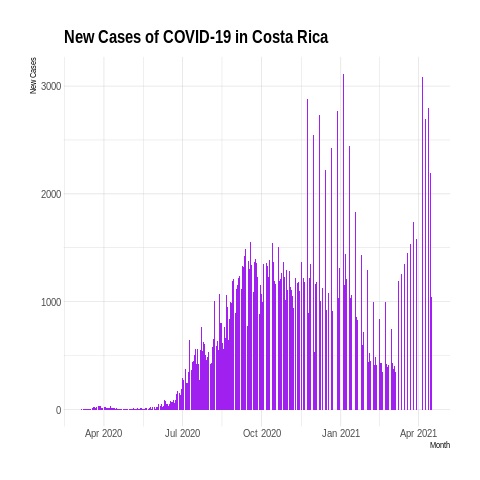 New Cases of COVID-19 in Costa Rica
New Cases
3000
2000
1000
0
Apr 2020
Jul 2020
Oct 2020
Jan 2021
Apr 2021
Month